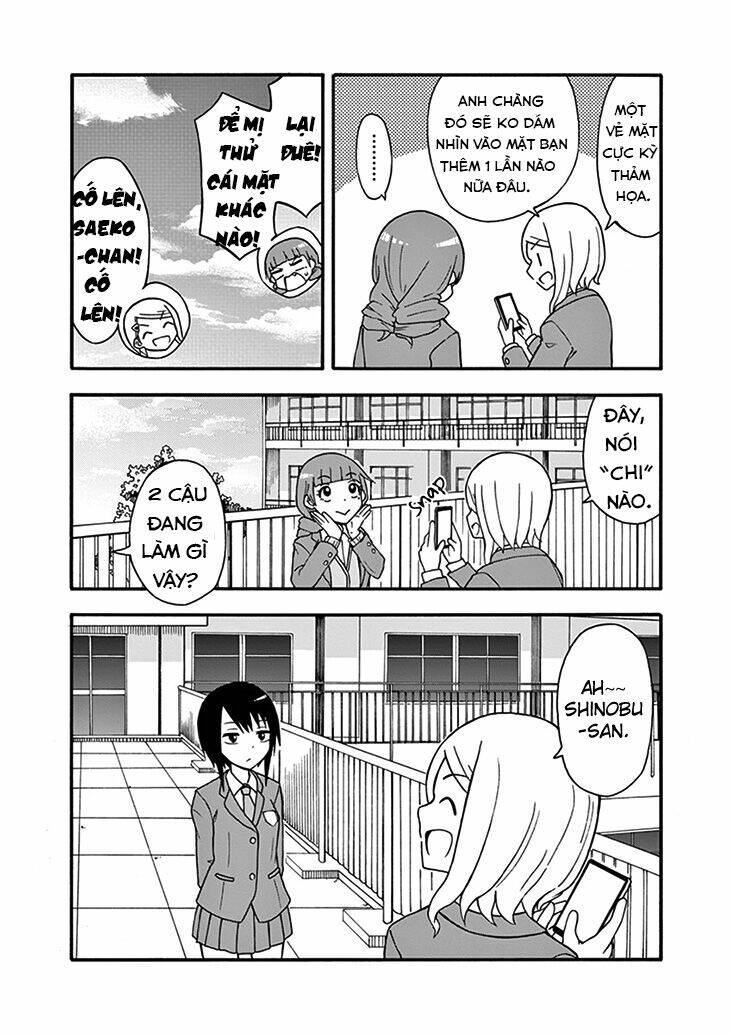 MỘT
VẺ MẶT
CỰC KỲ
THẢM
HỌA.
ANH CHÀNG
ĐÓ SẼ KO DÁM
NHÌN VÀO MẶT BẠN
THÊM 1 LẦN NÀO
NỮA ĐÂU.
........
LẠI
ĐUÊ!
ĐỂ MỊ
THỬ
CÁI MẶT
KHÁC
NÀO!
CỐ LÊN,
SAEKO
-CHAN!
CỐ
LÊN!
ĐÂY,
NÓI
"CHI"
NÀO.
snap
2 CẬU
ĐANG
LÀM GÌ
VẬY?
AH~~
SHINOBU
-SAN.